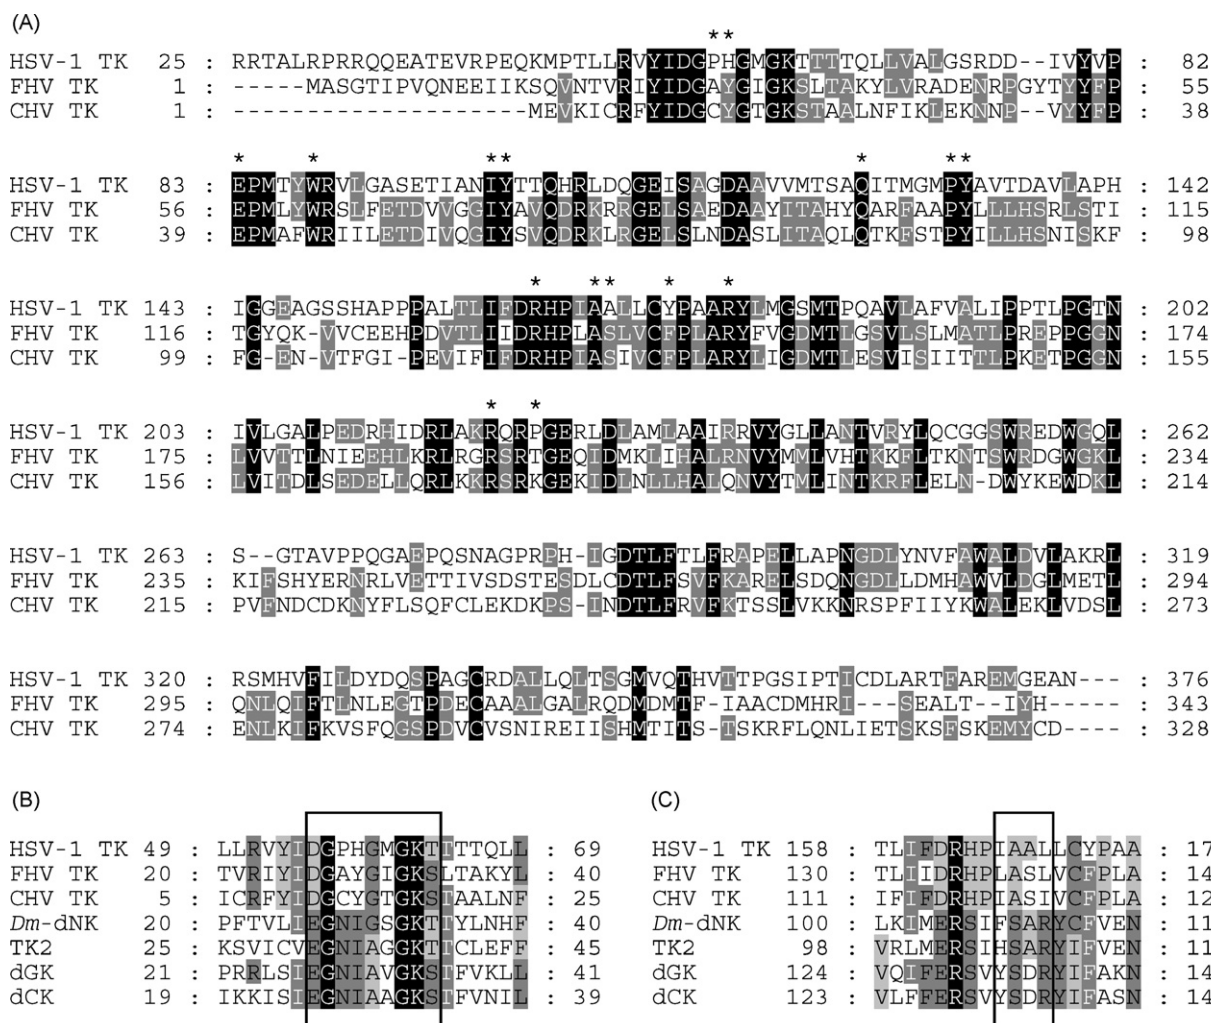 (A)
* *
HSV-1 TK 25 : RRTALRPRRQQEATEVRPEQKMPTLLRVYIDGPHGMGKTTTTQLLVALGSRDD--IVYVP : 82
FHV TK 1 : -----MASGTIPVQNEEIIKSQVNTVRIYIDGAYGIGKSLTAKYLVRADENRPGYTYYFP : 55
CHV TK 1 : --------------------MEVKICRFYIDGCYGTGKSTAALNFIKLEKNNP--VYYFP : 38
* * * * * * *
HSV-1 TK 83 : EPMTYWRVLGASETIANIYTTQHRLDQGEISAGDAAVVMTSAQITMGMPYAVTDAVLAPH : 142
FHV TK 56 : EPMLYWRSLFETDVVGGIYAVQDRKRRGELSAEDAAYITAHYQARFAAPYLLLHSRLSTI : 115
CHV TK 39 : EPMAFWRIILETDIVQGIYSVQDRKLRGELSLNDASLITAQLQTKFSTPYILLHSNISKF : 98
* * * * *
HSV-1 TK 143 : IGGEAGSSHAPPPALTLIFDRHPIAALLCYPAARYLMGSMTPQAVLAFVALIPPTLPGTN : 202
FHV TK 116 : TGYQK-VVCEEHPDVTLIIDRHPLASLVCFPLARYFVGDMTLGSVLSLMATLPREPPGGN : 174
CHV TK 99 : FG-EN-VTFGI-PEVIFIFDRHPIASIVCFPLARYLIGDMTLESVISIITTLPKETPGGN : 155
* *
HSV-1 TK 203 : IVLGALPEDRHIDRLAKRQRPGERLDLAMLAAIRRVYGLLANTVRYLQCGGSWREDWGQL : 262
FHV TK 175 : LVVTTLNIEEHLKRLRGRSRTGEQIDMKLIHALRNVYMMLVHTKKFLTKNTSWRDGWGKL : 234
CHV TK 156 : LVITDLSEDELLQRLKKRSRKGEKIDLNLLHALQNVYTMLINTKRFLELN-DWYKEWDKL : 214
HSV-1 TK 263 : S--GTAVPPQGAEPQSNAGPRPH-IGDTLFTLFRAPELLAPNGDLYNVFAWALDVLAKRL : 319
FHV TK 235 : KIFSHYERNRLVETTIVSDSTESDLCDTLFSVFKARELSDQNGDLLDMHAWVLDGLMETL : 294
CHV TK 215 : PVFNDCDKNYFLSQFCLEKDKPS-INDTLFRVFKTSSLVKKNRSPFIIYKWALEKLVDSL : 273
HSV-1 TK 320 : RSMHVFILDYDQSPAGCRDALLQLTSGMVQTHVTTPGSIPTICDLARTFAREMGEAN--- : 376
FHV TK 295 : QNLQIFTLNLEGTPDECAAALGALRQDMDMTF-IAACDMHRI---SEALT--IYH----- : 343
CHV TK 274 : ENLKIFKVSFQGSPDVCVSNIREIISHMTITS-TSKRFLQNLIETSKSFSKEMYCD---- : 328
(B)
HSV-1 TK 49 : LLRVYIDGPHGMGKTTTTQLL : 69
FHV TK 20 : TVRIYIDGAYGIGKSLTAKYL : 40
CHV TK 5 : ICRFYIDGCYGTGKSTAALNF : 25
Dm-dNK 20 : PFTVLIEGNIGSGKTTYLNHF : 40
TK2 25 : KSVICVEGNIAGGKTTCLEFF : 45
dGK 21 : PRRLSIEGNIAVGKSTFVKLL : 41
dCK 19 : IKKISIEGNIAAGKSTFVNIL : 39
(C)
HSV-1 TK 158 : TLIFDRHPIAALLCYPAA : 17
FHV TK 130 : TLIIDRHPLASLVCFPLA : 14
CHV TK 111 : IFIFDRHPIASIVCFPLA : 12
Dm-dNK 100 : LKIMERSIFSARYCFVEN : 11
TK2 98 : VRLMERSIHSARYIFVEN : 11
dGK 124 : VQIFERSVYSDRYIFAKN : 14
dCK 123 : VLFFERSVYSDRYIFASN : 14